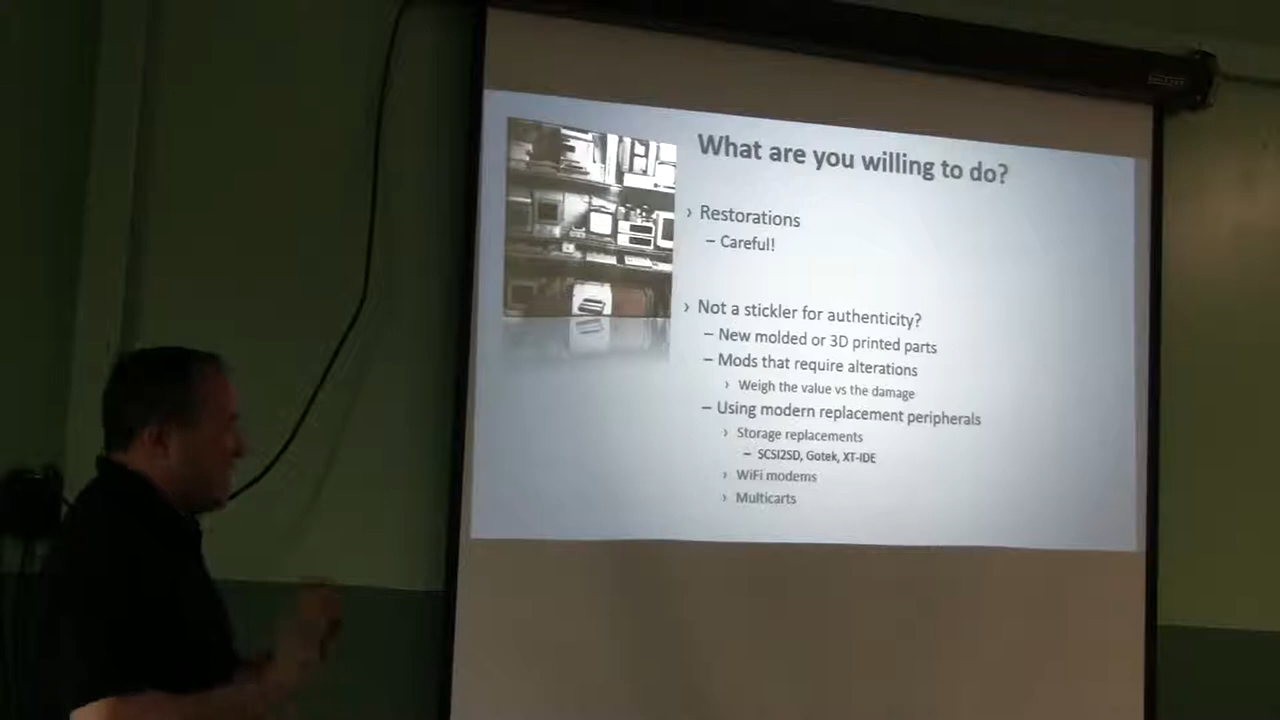 What are you willing to do?
› Restorations
– Careful!
› Not a stickler for authenticity?
– New molded or 3D printed parts
– Mods that require alterations
› Weigh the value vs the damage
– Using modern replacement peripherals
› Storage replacements
– SCSI2SD, Gotek, XT-IDE
› WiFi modems
› Multicarts